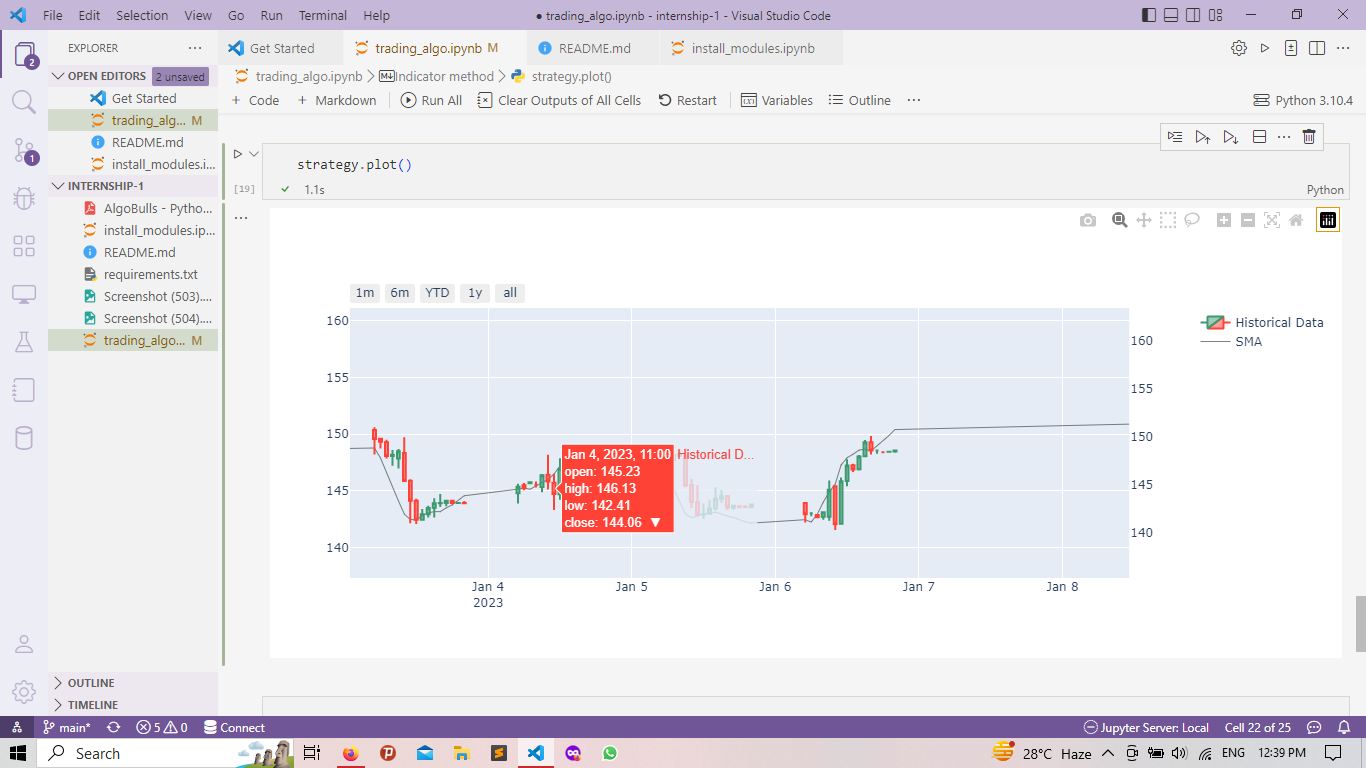 File Edit Selection View Go Run Terminal Help
● trading_algo.ipynb - internship-1 - Visual Studio Code
EXPLORER
OPEN EDITORS 2 unsaved
Get Started
trading_alg... M
README.md
install_modules.i...
INTERNSHIP-1
AlgoBulls - Pytho...
install_modules.ip...
README.md
requirements.txt
Screenshot (503)....
Screenshot (504)....
trading_algo... M
OUTLINE
TIMELINE
2
1
Get Started
trading_algo.ipynb M
README.md
install_modules.ipynb
trading_algo.ipynb > Indicator method > strategy.plot()
+ Code + Markdown Run All Clear Outputs of All Cells Restart Variables Outline ...
Python 3.10.4
strategy.plot()
[19]
1.1s
Python
1m 6m YTD 1y all
160
155
150
145
140
160
155
150
145
140
Historical Data
SMA
Jan 4, 2023, 11:00 Historical D...
open: 145.23
high: 146.13
low: 142.41
close: 144.06 ▼
Jan 4 Jan 5 Jan 6 Jan 7 Jan 8
2023
main* 5 0 Connect
Jupyter Server: Local Cell 22 of 25
Search
28°C Haze
ENG 12:39 PM